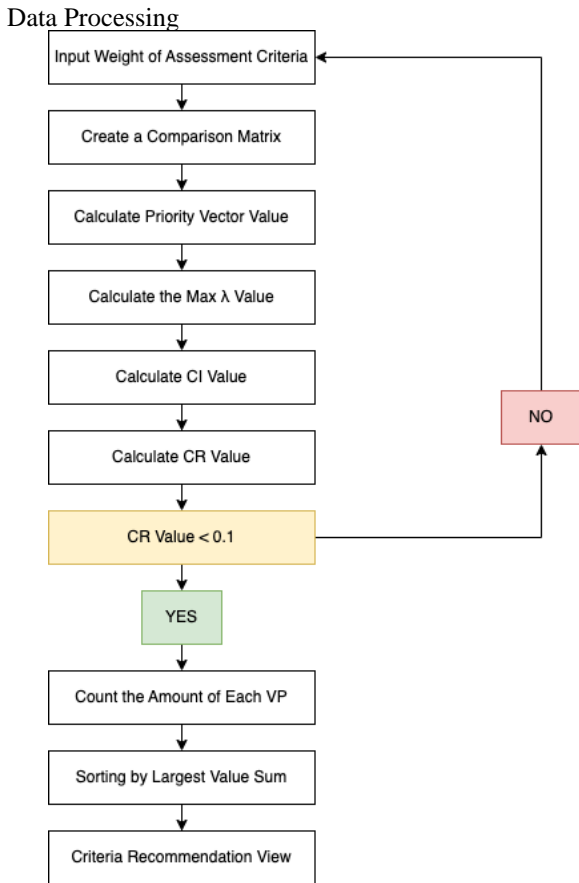 Data Processing
Input Weight of Assessment Criteria
Create a Comparison Matrix
Calculate Priority Vector Value
Calculate the Max λ Value
Calculate CI Value
NO
Calculate CR Value
CR Value < 0.1
YES
Count the Amount of Each VP
Sorting by Largest Value Sum
Criteria Recommendation View